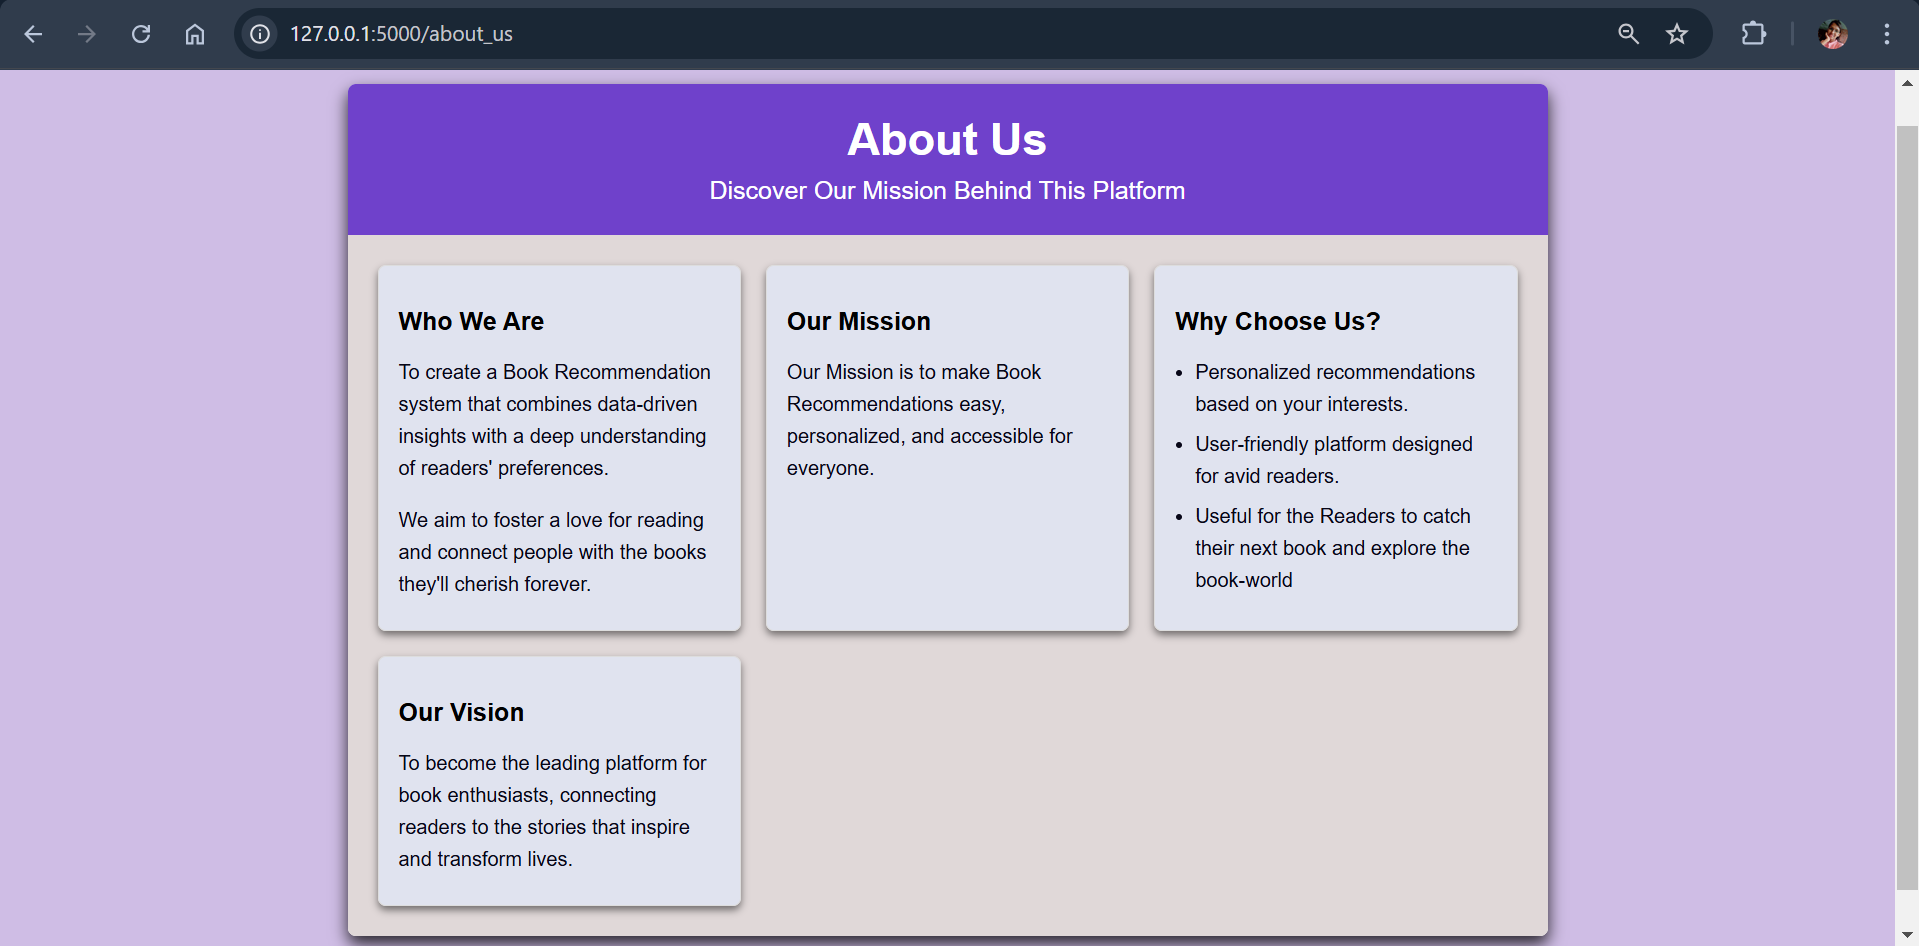 127.0.0.1:5000/about_us
About Us
Discover Our Mission Behind This Platform
Who We Are
To create a Book Recommendation
system that combines data-driven
insights with a deep understanding
of readers' preferences.
We aim to foster a love for reading
and connect people with the books
they'll cherish forever.
Our Mission
Our Mission is to make Book
Recommendations easy,
personalized, and accessible for
everyone.
Why Choose Us?
• Personalized recommendations
based on your interests.
• User-friendly platform designed
for avid readers.
• Useful for the Readers to catch
their next book and explore the
book-world
Our Vision
To become the leading platform for
book enthusiasts, connecting
readers to the stories that inspire
and transform lives.